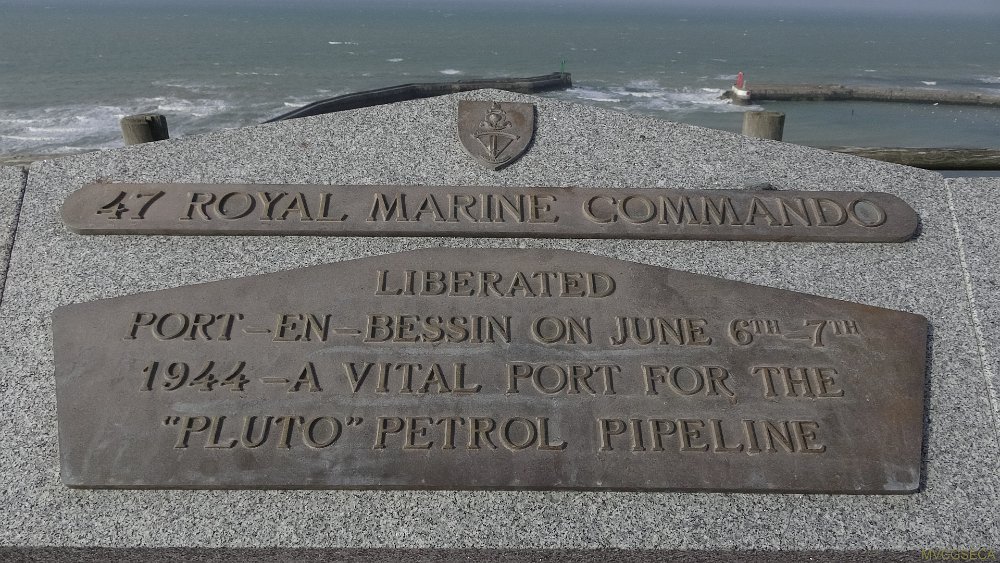 47 ROYAL MARINE COMMANDO
LIBERATED
PORT-EN-BESSIN ON JUNE 6TH-7TH
1944-A VITAL PORT FOR THE
"PLUTO" PETROL PIPELINE
MVGGSECA